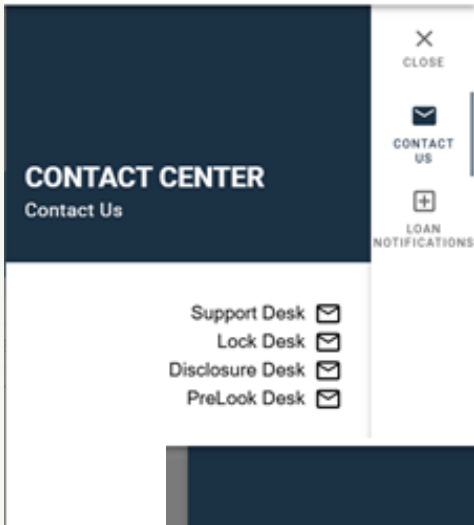 CONTACT CENTER
Contact Us
Support Desk
Lock Desk
Disclosure Desk
PreLook Desk
CLOSE
CONTACT
US
LOAN
NOTIFICATIONS